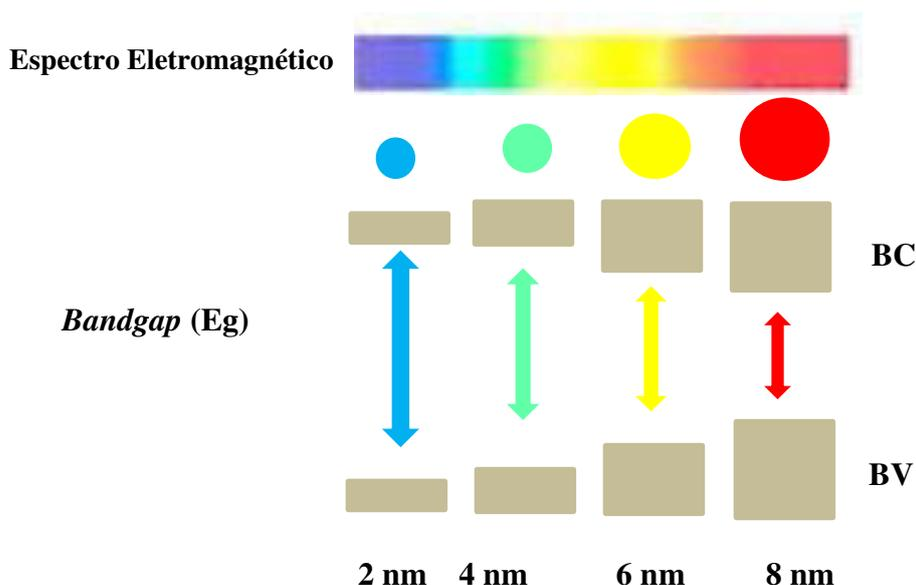 Espectro Eletromagnético
BC
Bandgap (Eg)
BV
2 nm 4 nm 6 nm 8 nm